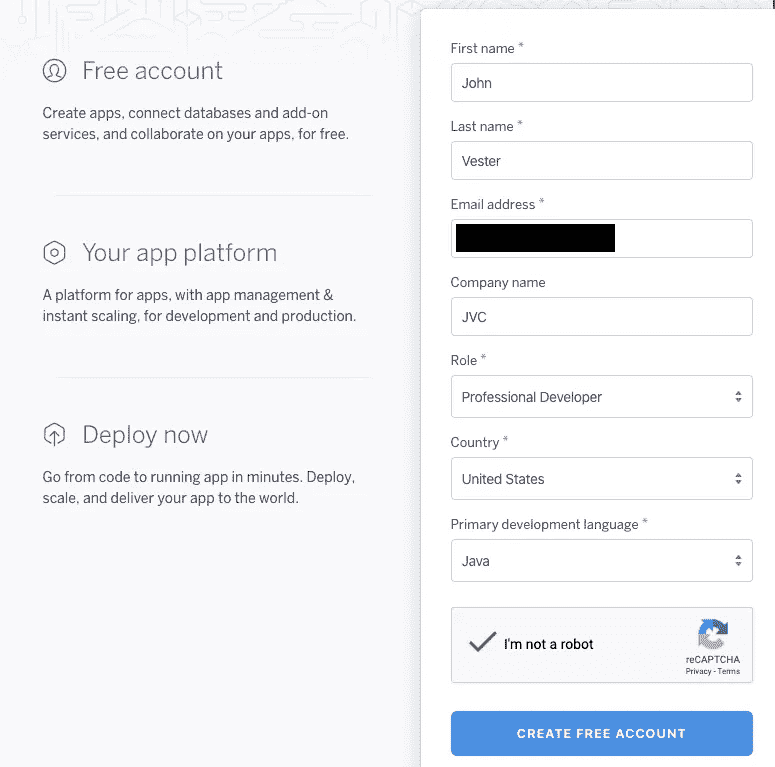 Free account
Create apps, connect databases and add-on
services, and collaborate on your apps, for free.
Your app platform
A platform for apps, with app management &
instant scaling, for development and production.
Deploy now
Go from code to running app in minutes. Deploy,
scale, and deliver your app to the world.
First name *
John
Last name *
Vester
Email address *
Company name
JVC
Role *
Professional Developer
Country *
United States
Primary development language *
Java
I'm not a robot
reCAPTCHA
Privacy - Terms
CREATE FREE ACCOUNT